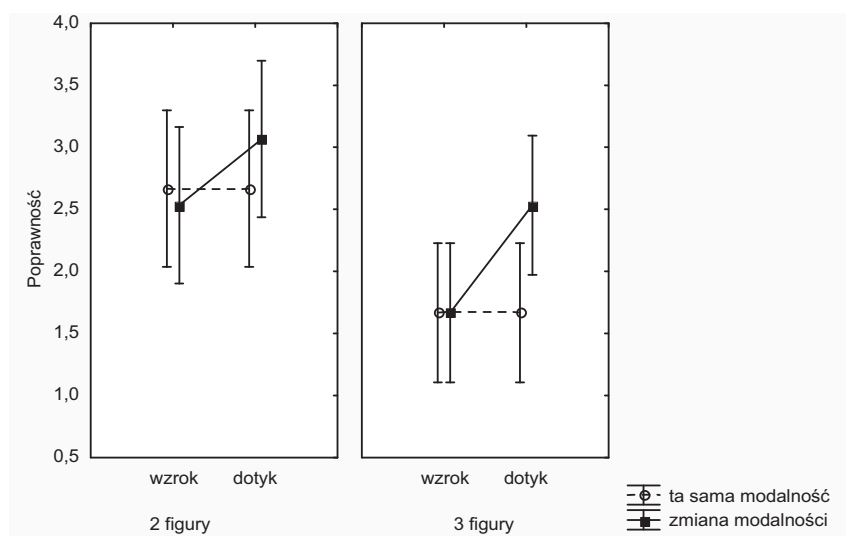 4,0
3,5
3,0
2,5
2,0
1,5
1,0
0,5
Poprawność
wzrok dotyk wzrok dotyk
2 figury 3 figury
ta sama modalność
zmiana modalności